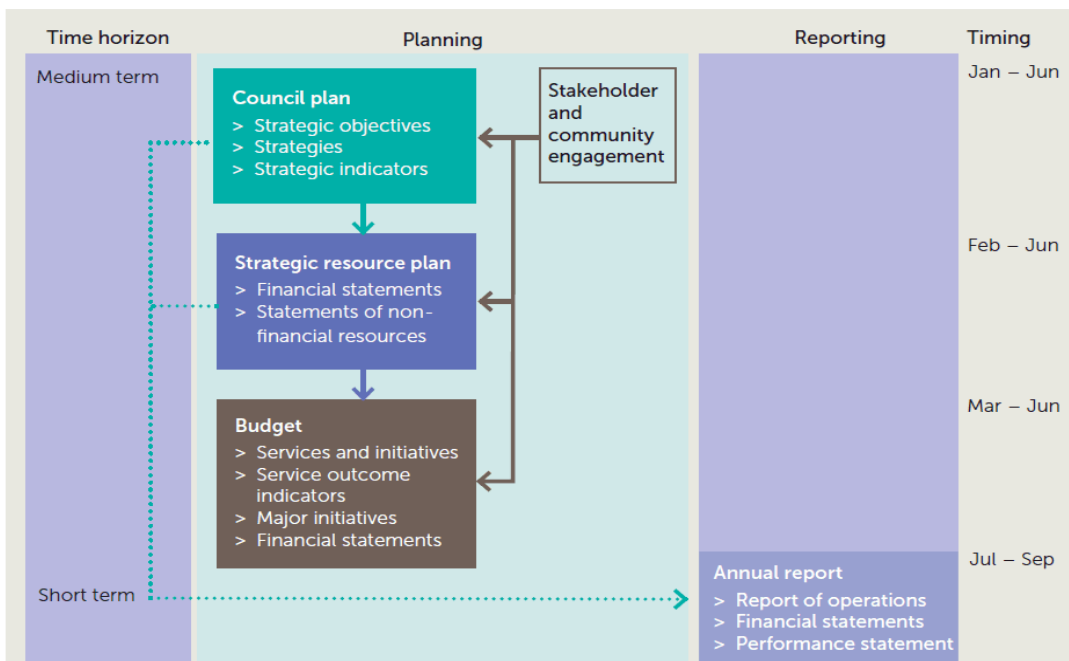 Time horizon
Planning
Reporting
Timing
Medium term
Jan – Jun
Council plan
> Strategic objectives
> Strategies
> Strategic indicators
Stakeholder
and
community
engagement
Feb – Jun
Strategic resource plan
> Financial statements
> Statements of non-
financial resources
Mar – Jun
Budget
> Services and initiatives
> Service outcome
indicators
> Major initiatives
> Financial statements
Jul – Sep
Short term
Annual report
> Report of operations
> Financial statements
> Performance statement